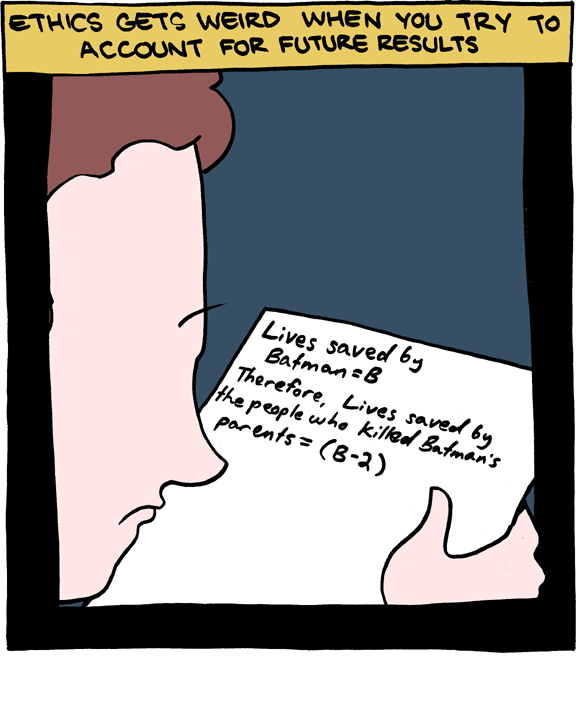 ETHICS GETS WEIRD WHEN YOU TRY TO
ACCOUNT FOR FUTURE RESULTS
Lives saved by
Batman = B
Therefore, Lives saved by
the people who killed Batman's
parents = (B-2)